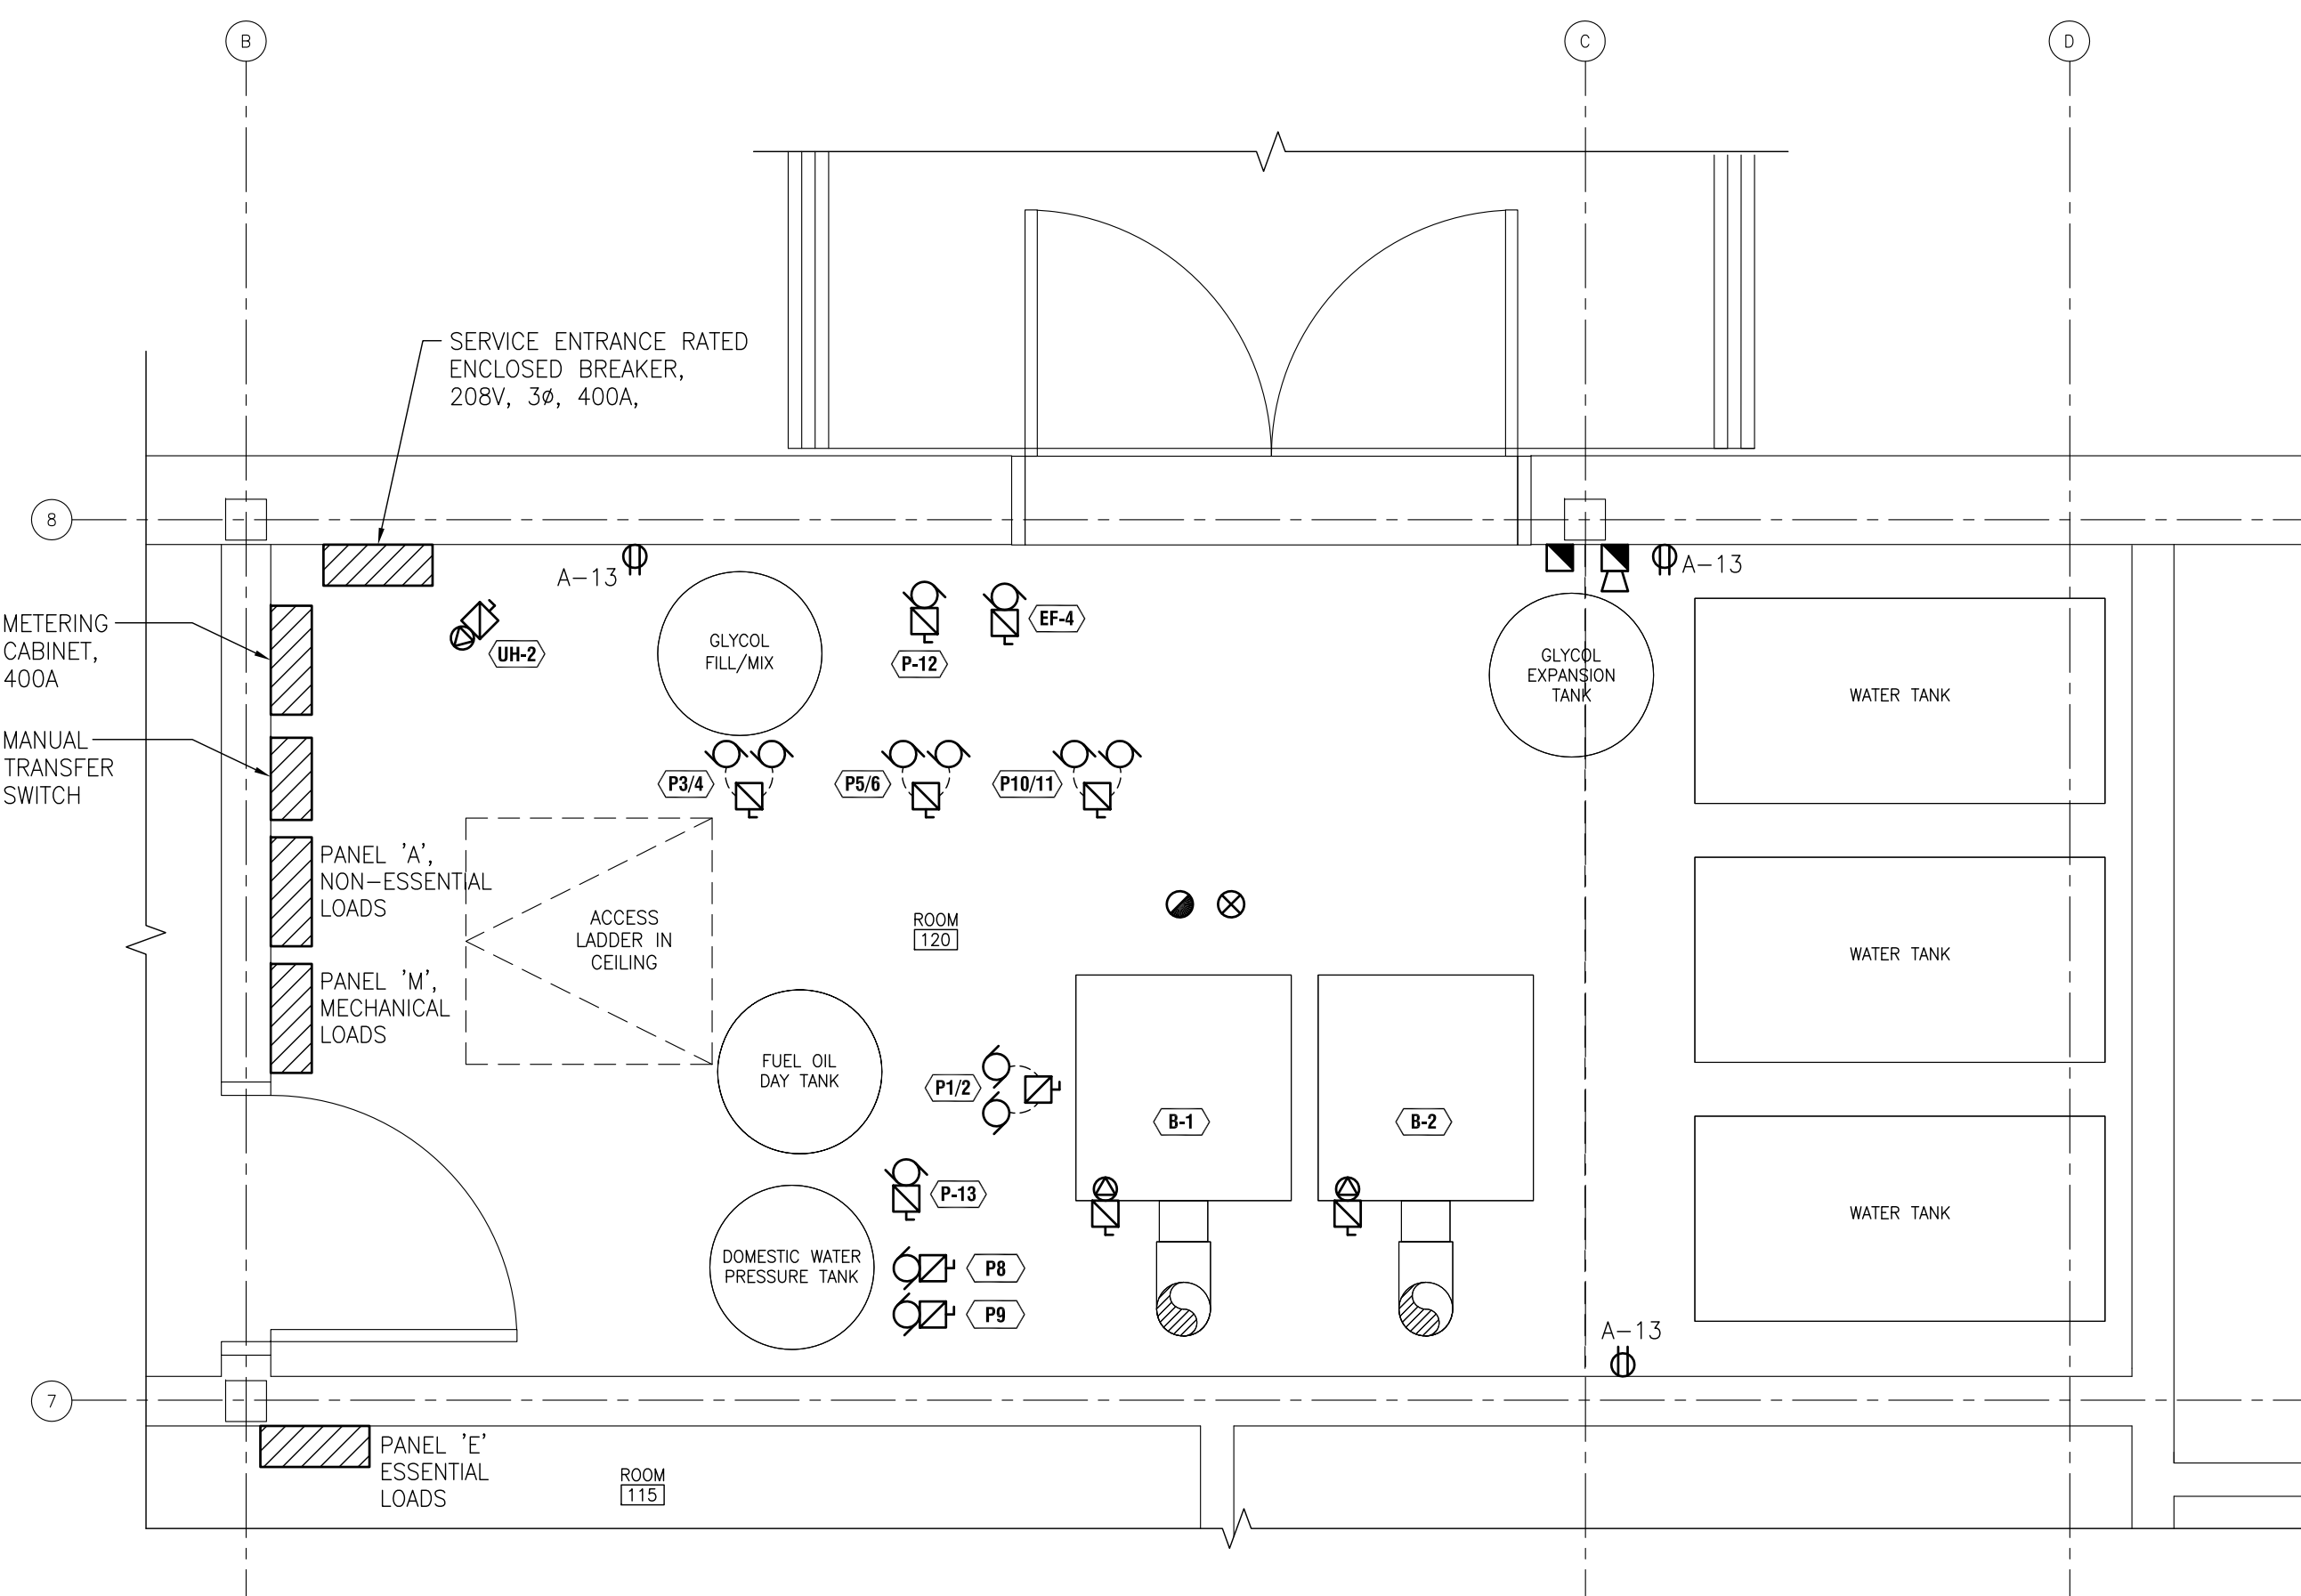 B
C
D
SERVICE ENTRANCE RATED
ENCLOSED BREAKER,
208V, 3ø, 400A,
8
A-13
A-13
METERING
CABINET,
400A
UH-2
GLYCOL
FILL/MIX
P-12
EF-4
GLYCOL
EXPANSION
TANK
WATER TANK
MANUAL
TRANSFER
SWITCH
P3/4
P5/6
P10/11
PANEL 'A',
NON-ESSENTIAL
LOADS
ACCESS
LADDER IN
CEILING
ROOM
120
WATER TANK
PANEL 'M',
MECHANICAL
LOADS
FUEL OIL
DAY TANK
P1/2
B-1
B-2
P-13
DOMESTIC WATER
PRESSURE TANK
P8
P9
WATER TANK
A-13
7
PANEL 'E'
ESSENTIAL
LOADS
ROOM
115